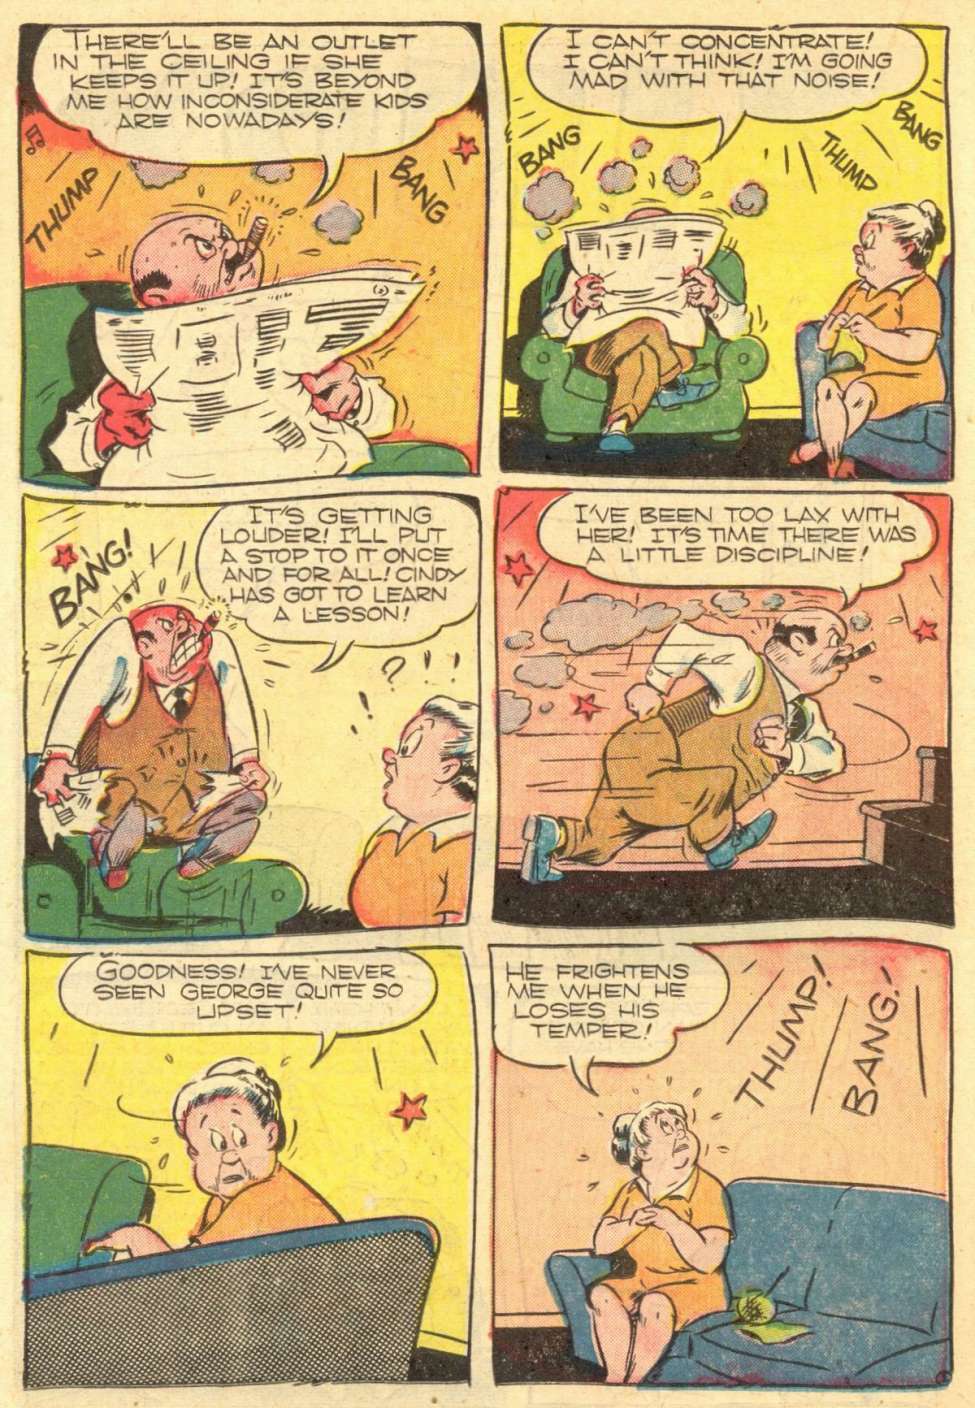 THERE'LL BE AN OUTLET
IN THE CEILING IF SHE
KEEPS IT UP! IT'S BEYOND
ME HOW INCONSIDERATE KIDS
ARE NOWADAYS!
THUMP
BANG
I CAN'T CONCENTRATE!
I CAN'T THINK! I'M GOING
MAD WITH THAT NOISE!
BANG
THUMP
BANG
IT'S GETTING
LOUDER! I'LL PUT
A STOP TO IT ONCE
AND FOR ALL! CINDY
HAS GOT TO LEARN
A LESSON!
BANG!
! ? ! ! !
I'VE BEEN TOO LAX WITH
HER! IT'S TIME THERE WAS
A LITTLE DISCIPLINE!
GOODNESS! I'VE NEVER
SEEN GEORGE QUITE SO
UPSET!
HE FRIGHTENS
ME WHEN HE
LOSES HIS
TEMPER!
THUMP!
BANG!